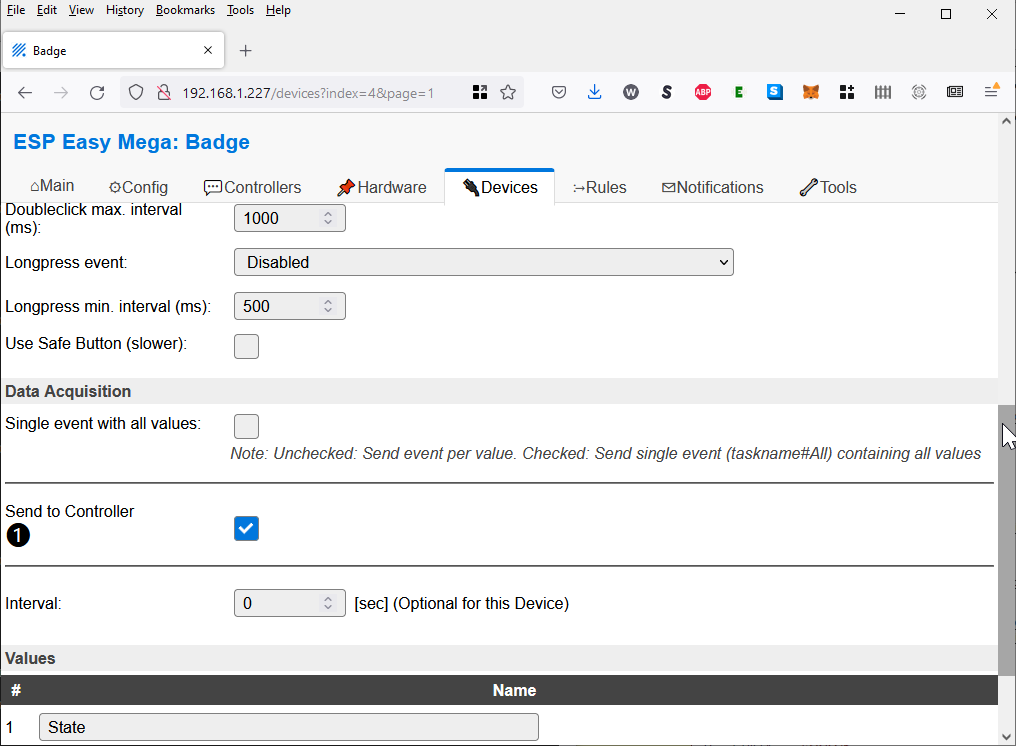 File Edit View History Bookmarks Tools Help
Badge
192.168.1.227/devices?index=4&page=1
W S ABP E S
ESP Easy Mega: Badge
Main Config Controllers Hardware Devices Rules Notifications Tools
Doubleclick max. interval
(ms):
1000
Longpress event:
Disabled
Longpress min. interval (ms):
500
Use Safe Button (slower):
Data Acquisition
Single event with all values:
Note: Unchecked: Send event per value. Checked: Send single event (taskname#All) containing all values
Send to Controller
1
Interval:
0
[sec] (Optional for this Device)
Values
# Name
1 State